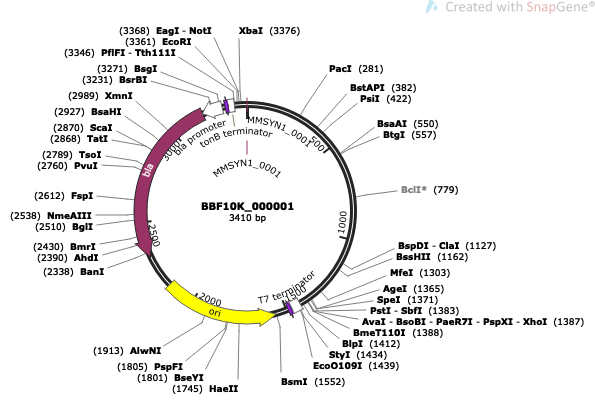 Created with SnapGene®
(3368) EagI - NotI
XbaI (3376)
(3361) EcoRI
(3346) PflFI - Tth111I
(3271) BsgI
(3231) BsrBI
(2989) XmnI
(2927) BsaHI
(2870) ScaI
(2868) TatI
(2789) TsoI
(2760) PvuI
(2612) FspI
(2538) NmeAIII
(2510) BglI
(2430) BmrI
(2390) AhdI
(2338) BanI
PacI (281)
BstAPI (382)
PsiI (422)
BsaAI (550)
BtgI (557)
BclI* (779)
BspDI - ClaI (1127)
BssHII (1162)
MfeI (1303)
AgeI (1365)
SpeI (1371)
PstI - SbfI (1383)
AvaI - BsoBI - PaeR7I - PspXI - XhoI (1387)
BmeT110I (1388)
BlpI (1412)
StyI (1434)
EcoO109I (1439)
BsmI (1552)
(1913) AlwNI
(1805) PspFI
(1801) BseYI
(1745) HaeII
MMSYN1_0001
tonB terminator
bla promoter
MMSYN1_0001
bla
BBF10K_000001
3410 bp
T7 terminator
ori
500
1000
1500
2000
2500
3000